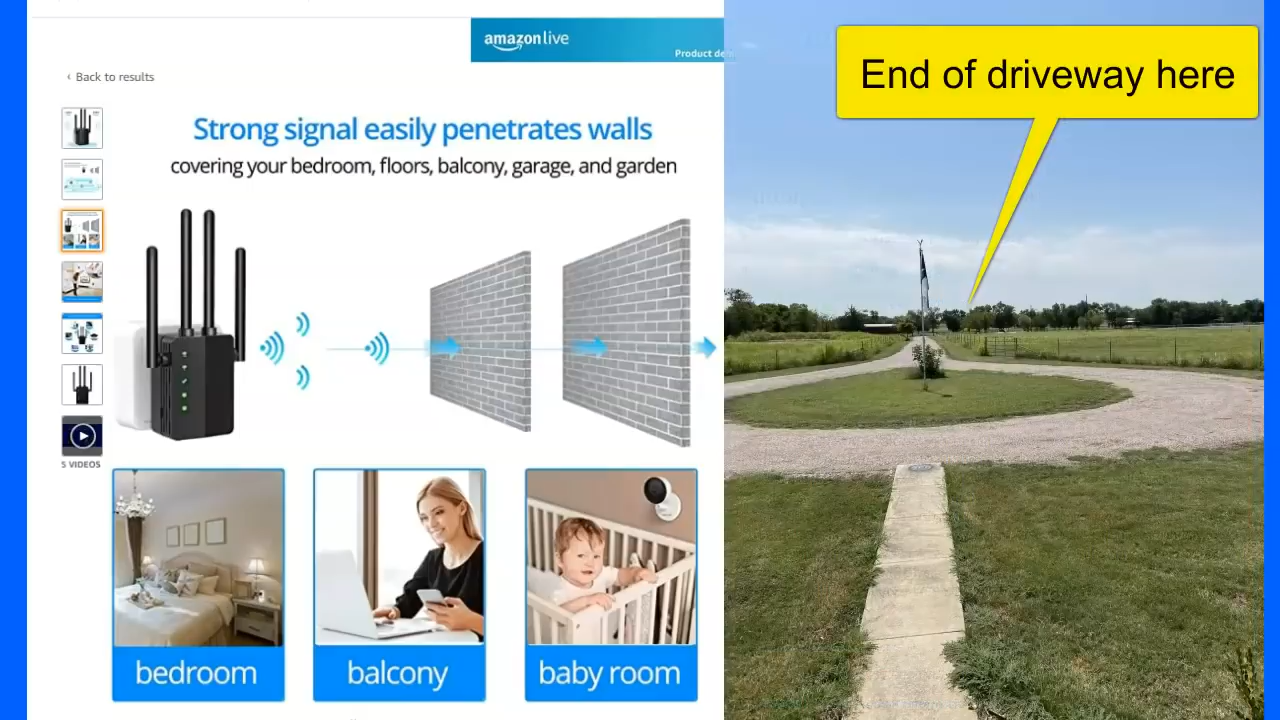 amazon live
Product de
‹ Back to results
Strong signal easily penetrates walls
covering your bedroom, floors, balcony, garage, and garden
5 VIDEOS
bedroom
balcony
baby room
End of driveway here